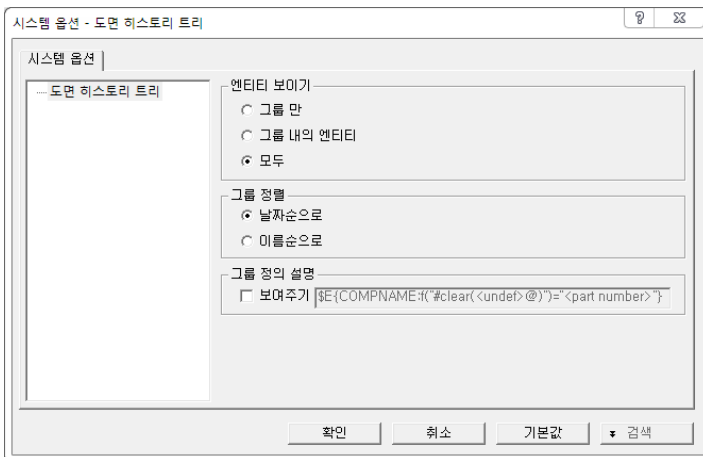 시스템 옵션 - 도면 히스토리 트리
시스템 옵션
도면 히스토리 트리
엔티티 보이기
그룹 만
그룹 내의 엔티티
모두
그룹 정렬
날짜순으로
이름순으로
그룹 정의 설명
보여주기 $E{COMPNAME:f("#clear(<undef>@)")="<part number>"}
확인 취소 기본값 검색